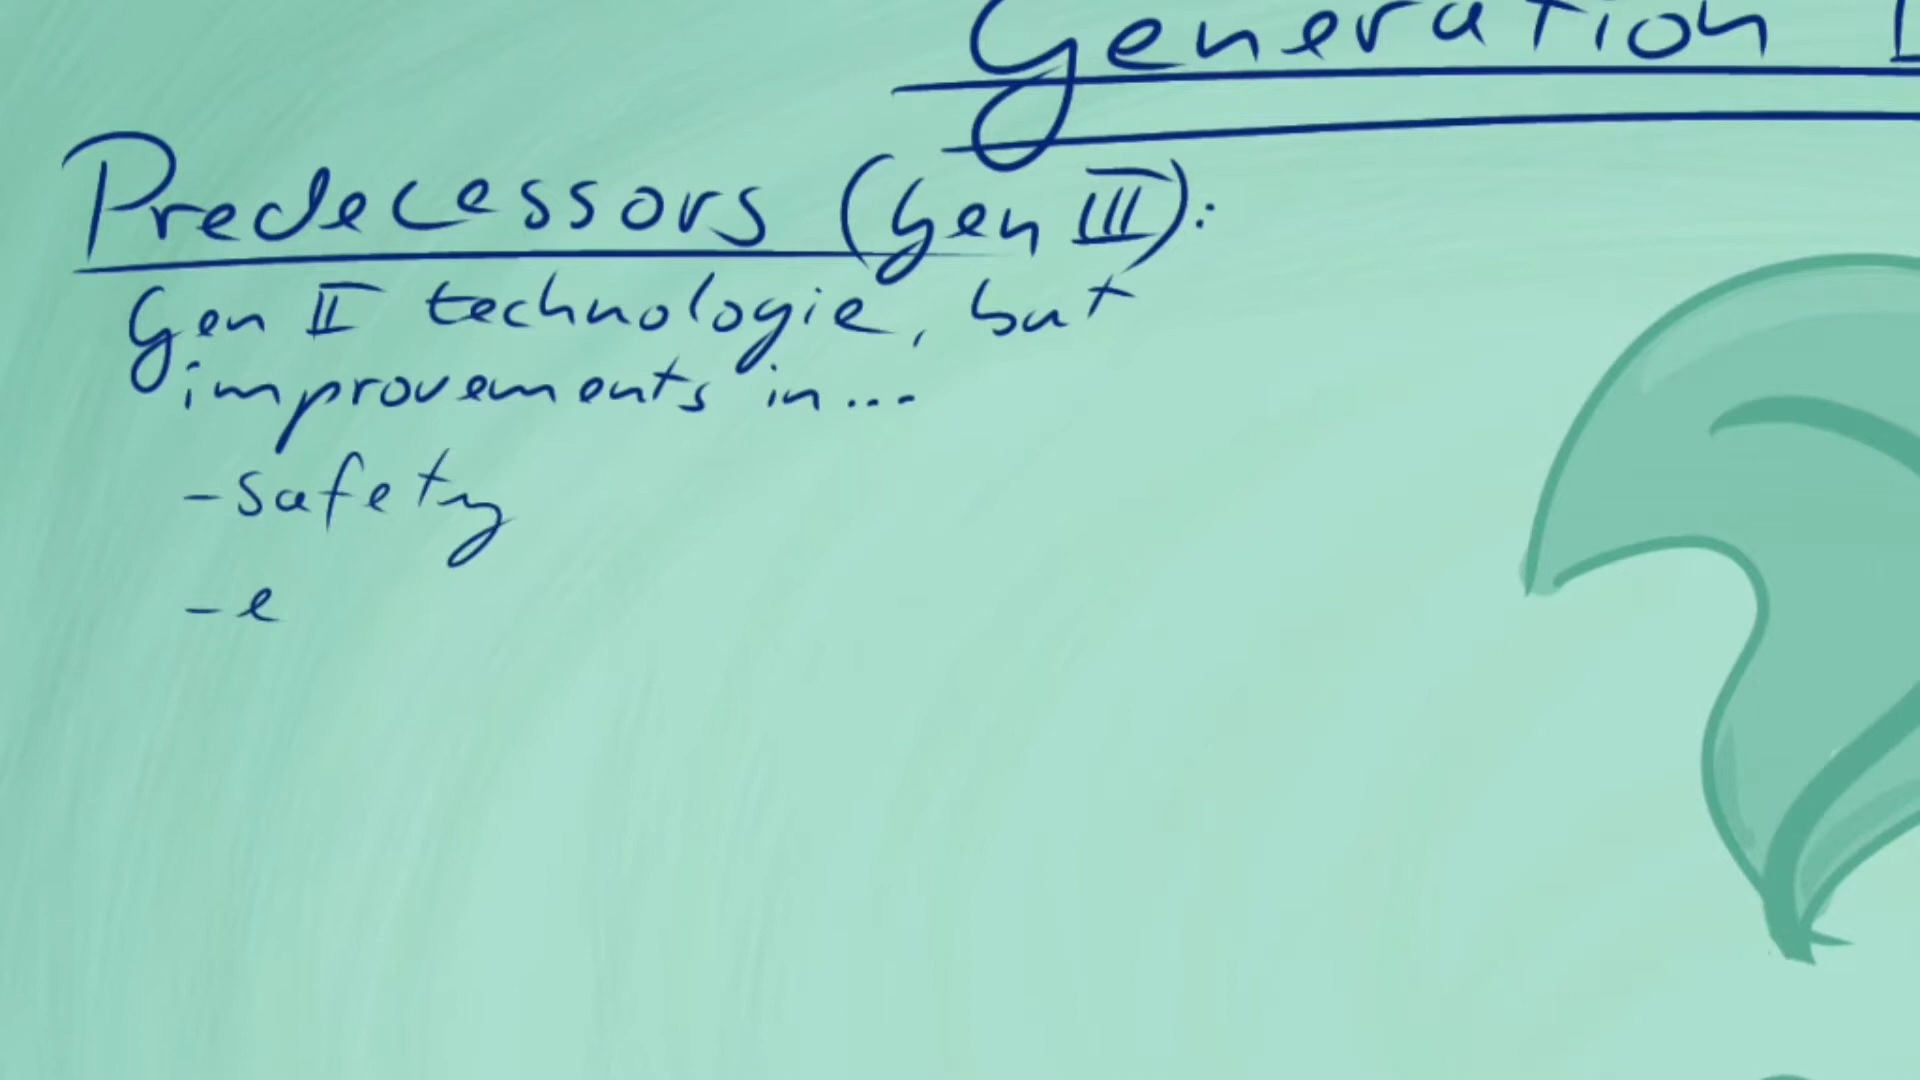 Generation I
Predecessors (Gen III):
Gen II technologie, but
improvements in...
- safety
- e